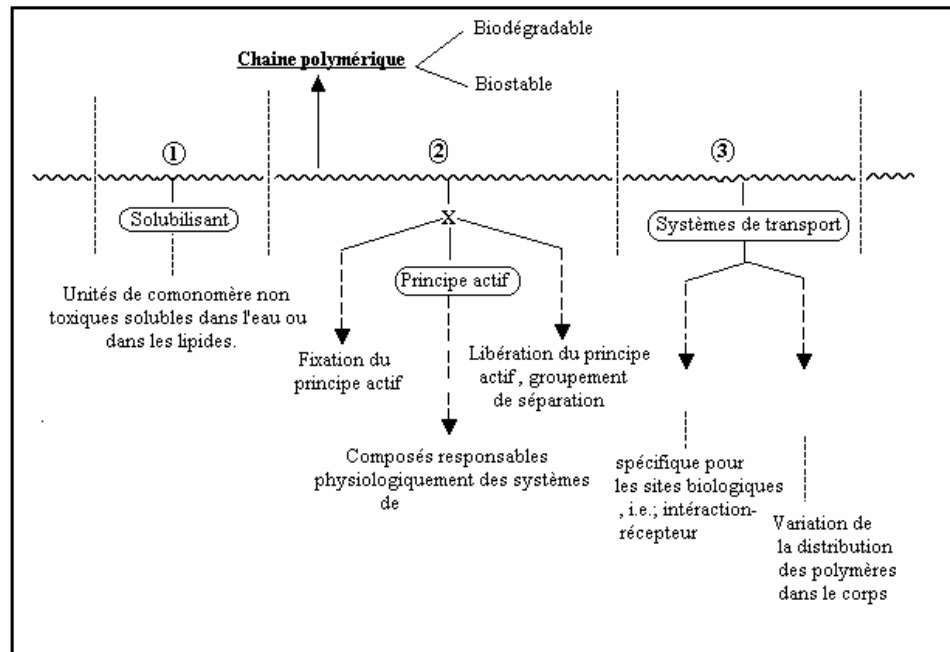 Biodégradable
Chaine polymérique
Biostable
①
②
③
Solubilisant
X
Systèmes de transport
Principe actif
Unités de comonomère non
toxiques solubles dans l'eau ou
dans les lipides.
Fixation du
principe actif
Libération du principe
actif , groupement
de séparation
Composés responsables
physiologiquement des systèmes
de
spécifique pour
les sites biologiques
, i.e.; intéraction-
récepteur
Variation de
la distribution
des polymères
dans le corps